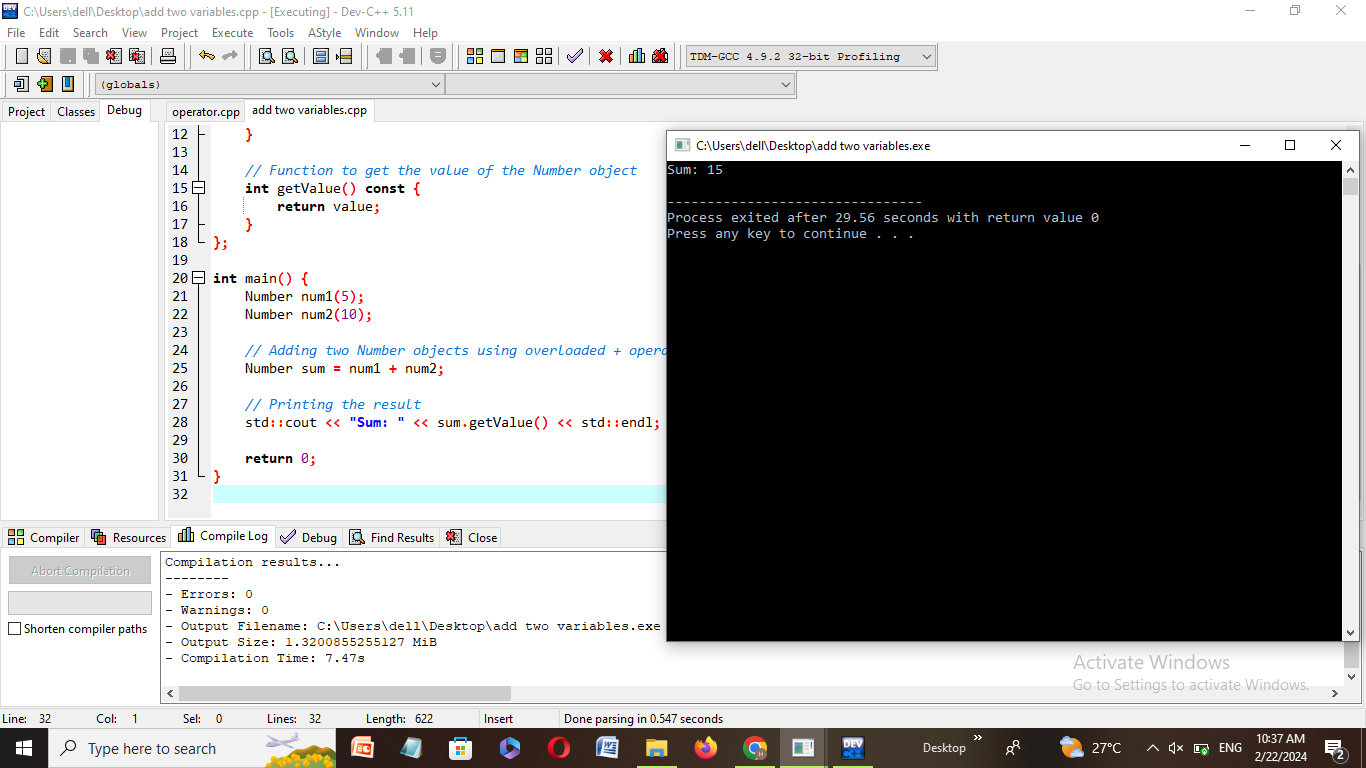 C:\Users\dell\Desktop\add two variables.cpp - [Executing] - Dev-C++ 5.11
File Edit Search View Project Execute Tools AStyle Window Help
TDM-GCC 4.9.2 32-bit Profiling
(globals)
Project Classes Debug
operator.cpp add two variables.cpp
12 }
13
14 // Function to get the value of the Number object
15 int getValue() const {
16 return value;
17 }
18 };
19
20 int main() {
21 Number num1(5);
22 Number num2(10);
23
24 // Adding two Number objects using overloaded + opera
25 Number sum = num1 + num2;
26
27 // Printing the result
28 std::cout << "Sum: " << sum.getValue() << std::endl;
29
30 return 0;
31 }
32
C:\Users\dell\Desktop\add two variables.exe
Sum: 15
--------------------------------
Process exited after 29.56 seconds with return value 0
Press any key to continue . . .
Compiler Resources Compile Log Debug Find Results Close
Abort Compilation
Shorten compiler paths
Compilation results...
--------
- Errors: 0
- Warnings: 0
- Output Filename: C:\Users\dell\Desktop\add two variables.exe
- Output Size: 1.3200855255127 MiB
- Compilation Time: 7.47s
Activate Windows
Go to Settings to activate Windows.
Line: 32 Col: 1 Sel: 0 Lines: 32 Length: 622 Insert Done parsing in 0.547 seconds
Type here to search
DEV
Desktop
27°C
ENG
10:37 AM
2/22/2024
2